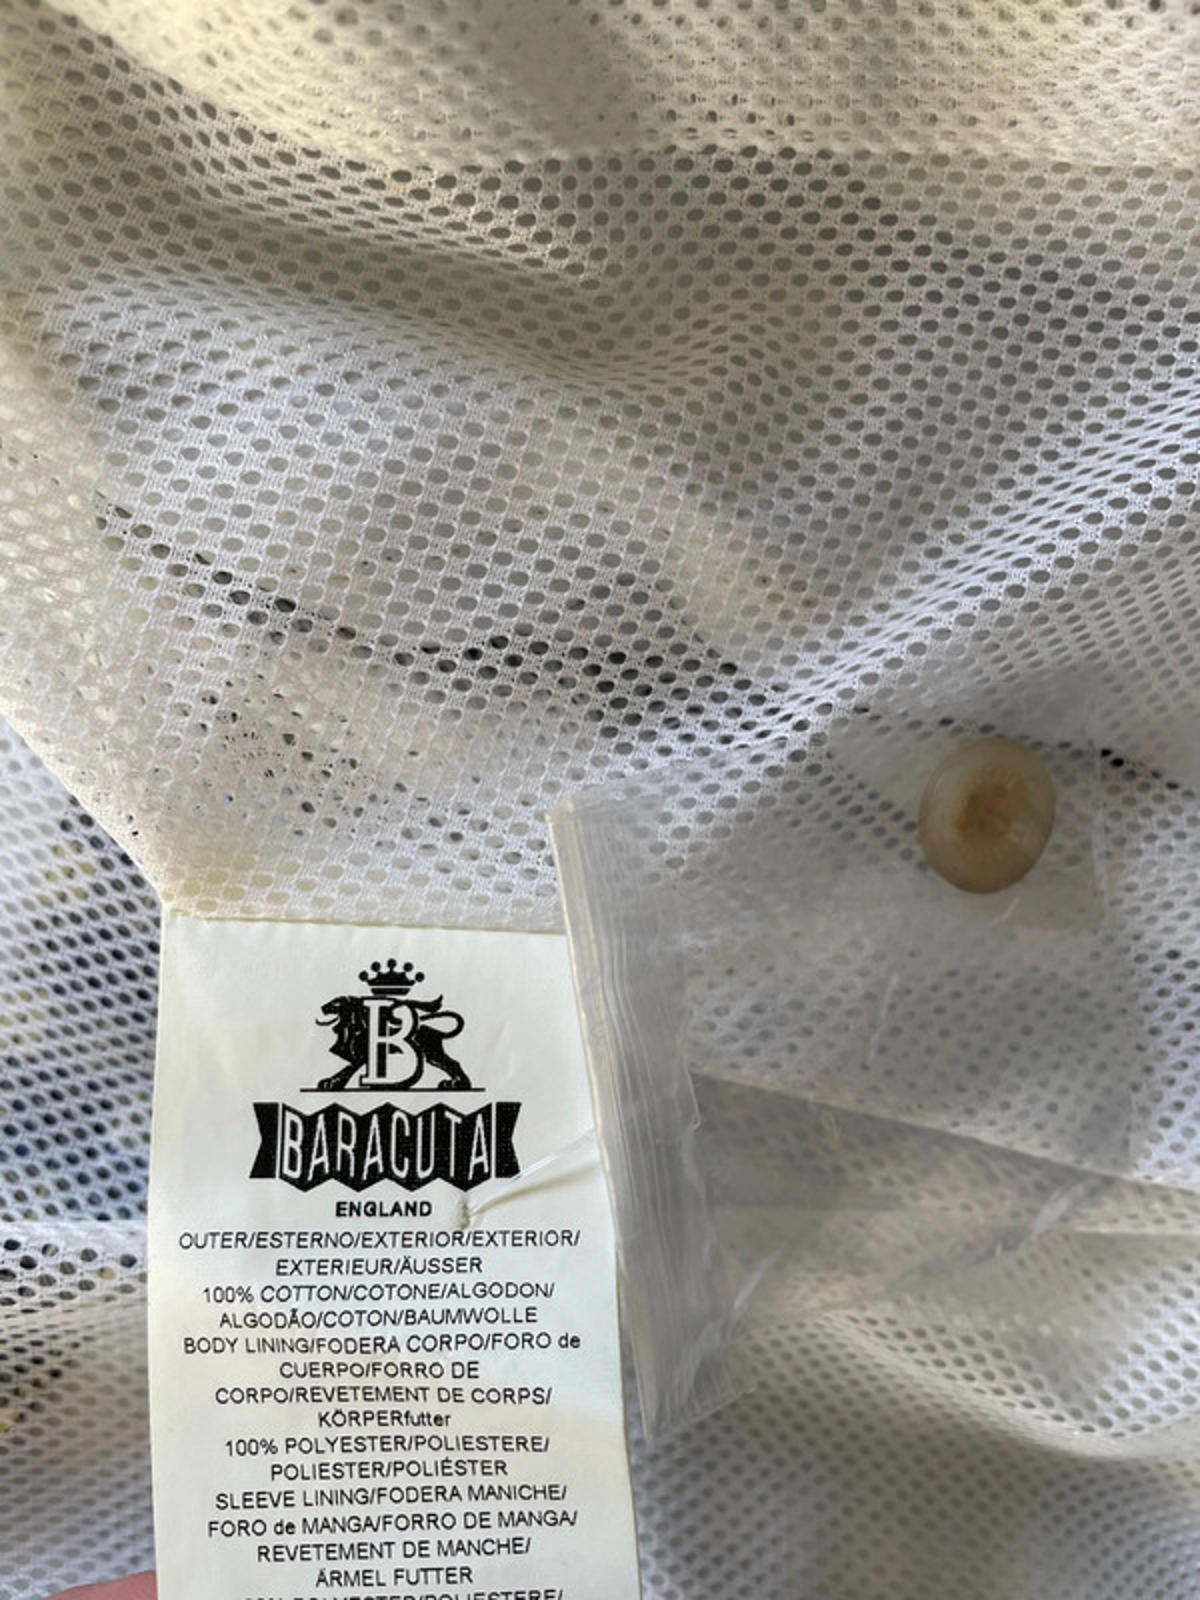 B
BARACUTA
ENGLAND
OUTER/ESTERNO/EXTERIOR/EXTERIOR/
EXTERIEUR/ÄUSSER
100% COTTON/COTONE/ALGODON/
ALGODÃO/COTON/BAUMWOLLE
BODY LINING/FODERA CORPO/FORO de
CUERPO/FORRO DE
CORPO/REVETEMENT DE CORPS/
KÖRPERfutter
100% POLYESTER/POLIESTERE/
POLIESTER/POLIÉSTER
SLEEVE LINING/FODERA MANICHE/
FORO de MANGA/FORRO DE MANGA/
REVETEMENT DE MANCHE/
ÄRMEL FUTTER
POLYESTER/POLIESTERE/